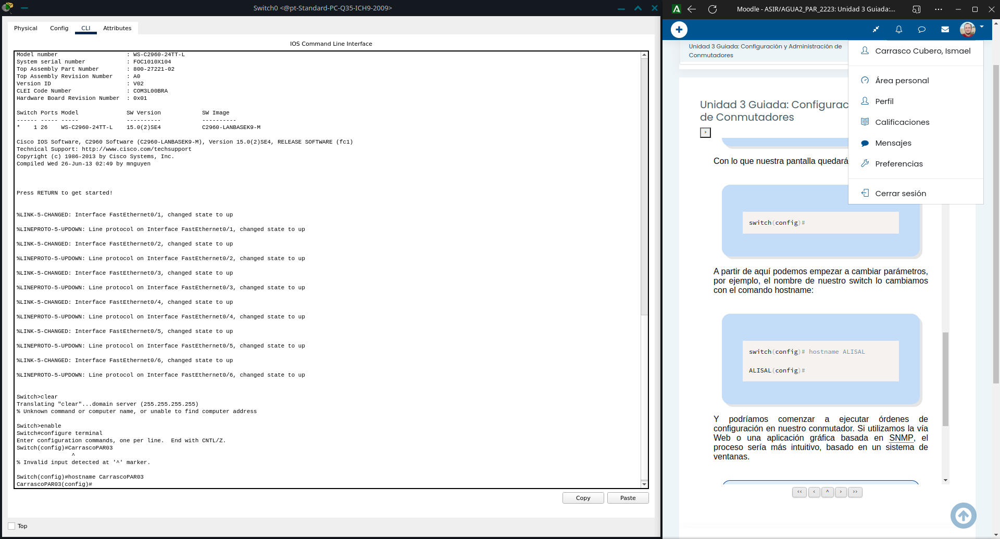 Switch0 <@pt-Standard-PC-Q35-ICH9-2009>
Physical Config CLI Attributes
IOS Command Line Interface
Model number : WS-C2960-24TT-L
System serial number : FOC1010X104
Top Assembly Part Number : 800-27221-02
Top Assembly Revision Number : A0
Version ID : V02
CLEI Code Number : COM3L00BRA
Hardware Board Revision Number : 0x01
Switch Ports Model SW Version SW Image
------ ----- ----- ---------- ----------
* 1 26 WS-C2960-24TT-L 15.0(2)SE4 C2960-LANBASEK9-M
Cisco IOS Software, C2960 Software (C2960-LANBASEK9-M), Version 15.0(2)SE4, RELEASE SOFTWARE (fc1)
Technical Support: http://www.cisco.com/techsupport
Copyright (c) 1986-2013 by Cisco Systems, Inc.
Compiled Wed 26-Jun-13 02:49 by mnguyen
Press RETURN to get started!
%LINK-5-CHANGED: Interface FastEthernet0/1, changed state to up
%LINEPROTO-5-UPDOWN: Line protocol on Interface FastEthernet0/1, changed state to up
%LINK-5-CHANGED: Interface FastEthernet0/2, changed state to up
%LINEPROTO-5-UPDOWN: Line protocol on Interface FastEthernet0/2, changed state to up
%LINK-5-CHANGED: Interface FastEthernet0/3, changed state to up
%LINEPROTO-5-UPDOWN: Line protocol on Interface FastEthernet0/3, changed state to up
%LINK-5-CHANGED: Interface FastEthernet0/4, changed state to up
%LINEPROTO-5-UPDOWN: Line protocol on Interface FastEthernet0/4, changed state to up
%LINK-5-CHANGED: Interface FastEthernet0/5, changed state to up
%LINEPROTO-5-UPDOWN: Line protocol on Interface FastEthernet0/5, changed state to up
%LINK-5-CHANGED: Interface FastEthernet0/6, changed state to up
%LINEPROTO-5-UPDOWN: Line protocol on Interface FastEthernet0/6, changed state to up
Switch>clear
Translating "clear"...domain server (255.255.255.255)
% Unknown command or computer name, or unable to find computer address
Switch>enable
Switch#configure terminal
Enter configuration commands, one per line. End with CNTL/Z.
Switch(config)#CarrascoPAR03
^
% Invalid input detected at '^' marker.
Switch(config)#hostname CarrascoPAR03
CarrascoPAR03(config)#
Copy Paste
Top
Moodle - ASIR/AGUA2_PAR_2223: Unidad 3 Guiada:...
Unidad 3 Guiada: Configuración y Administración de
Conmutadores
Carrasco Cubero, Ismael
Área personal
Perfil
Calificaciones
Mensajes
Preferencias
Cerrar sesión
Unidad 3 Guiada: Configurac
de Conmutadores
›
Con lo que nuestra pantalla quedará
switch(config)#
A partir de aquí podemos empezar a cambiar parámetros,
por ejemplo, el nombre de nuestro switch lo cambiamos
con el comando hostname:
switch(config)# hostname ALISAL
ALISAL(config)#
Y podríamos comenzar a ejecutar órdenes de
configuración en nuestro conmutador. Si utilizamos la vía
Web o una aplicación gráfica basada en SNMP, el
proceso sería más intuitivo, basado en un sistema de
ventanas.
‹‹ ‹ ^ › ››